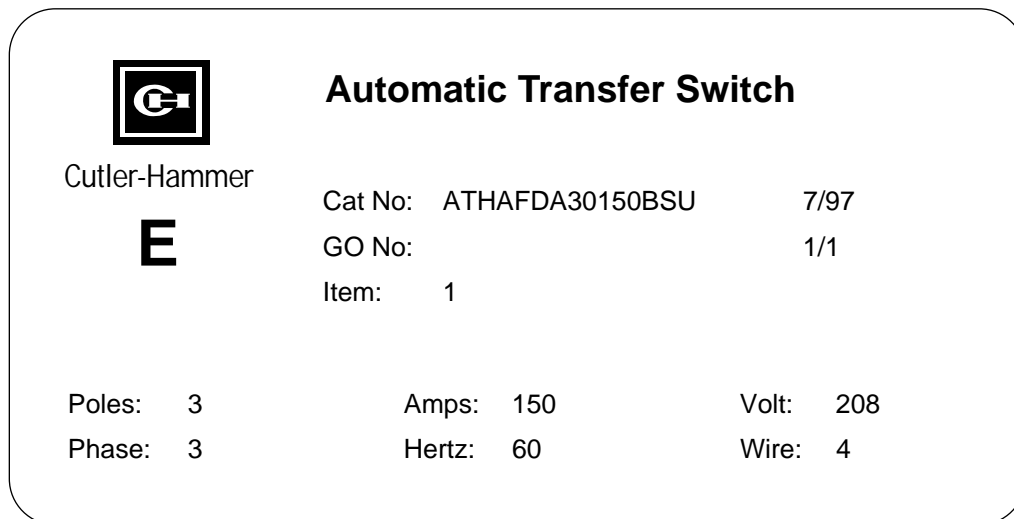 Automatic Transfer Switch
Cutler-Hammer
E
Cat No: ATHAFDA30150BSU 7/97
GO No: 1/1
Item: 1
Poles: 3 Amps: 150 Volt: 208
Phase: 3 Hertz: 60 Wire: 4